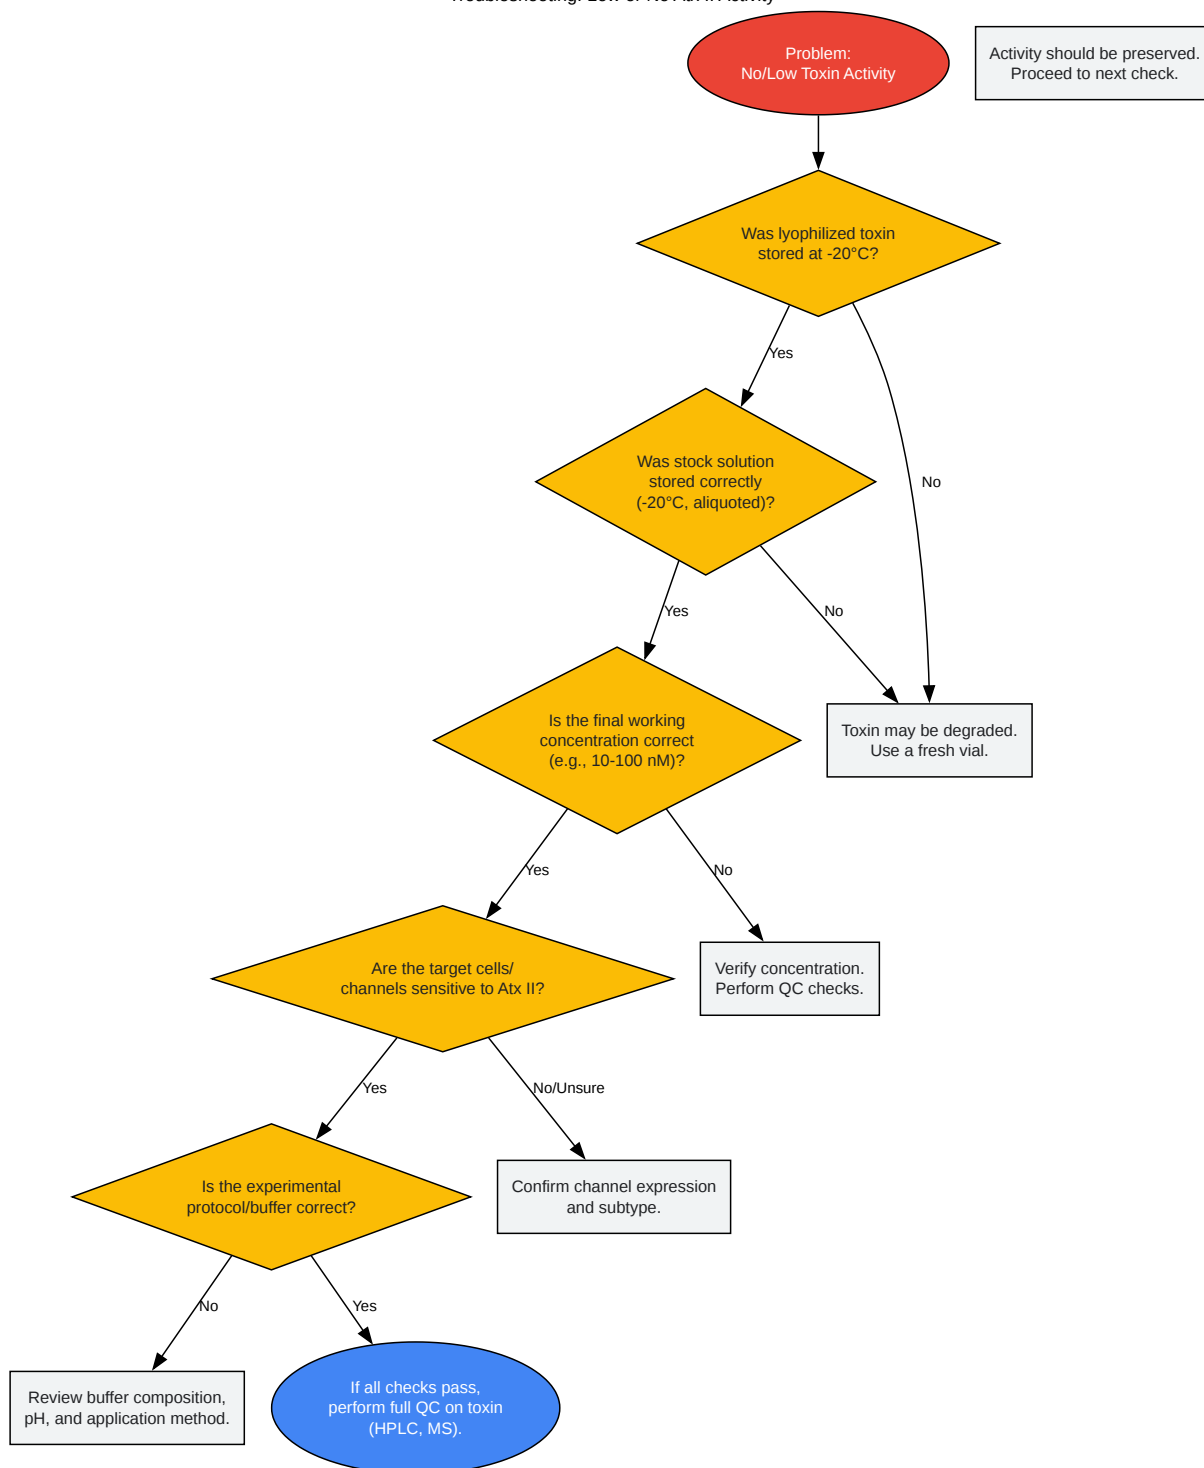 Problem:
No/Low Toxin Activity
Activity should be preserved.
Proceed to next check.
Was lyophilized toxin
stored at -20°C?
Yes
No
Was stock solution
stored correctly
(-20°C, aliquoted)?
Yes
No
Is the final working
concentration correct
(e.g., 10-100 nM)?
Toxin may be degraded.
Use a fresh vial.
Yes
No
Are the target cells/
channels sensitive to Atx II?
Verify concentration.
Perform QC checks.
Yes
No/Unsure
Is the experimental
protocol/buffer correct?
Confirm channel expression
and subtype.
No
Yes
Review buffer composition,
pH, and application method.
If all checks pass,
perform full QC on toxin
(HPLC, MS).